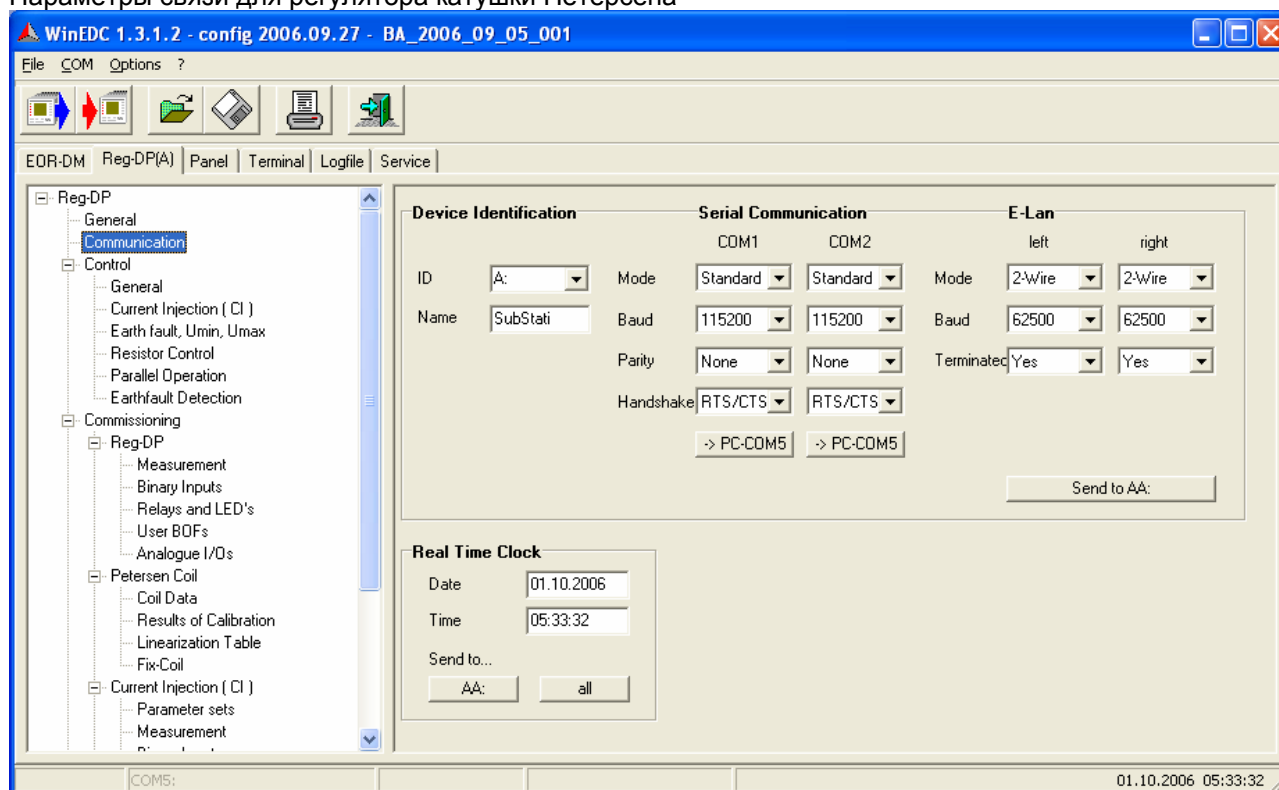 Параметры связи для регулятора катушки Петерсена
WinEDC 1.3.1.2 - config 2006.09.27 - BA_2006_09_05_001
File COM Options ?
EOR-DM Reg-DP(A) Panel Terminal Logfile Service
Reg-DP
General
Communication
Control
General
Current Injection ( CI )
Earth fault, Umin, Umax
Resistor Control
Parallel Operation
Earthfault Detection
Commissioning
Reg-DP
Measurement
Binary Inputs
Relays and LED's
User BOFs
Analogue I/Os
Petersen Coil
Coil Data
Results of Calibration
Linearization Table
Fix-Coil
Current Injection ( CI )
Parameter sets
Measurement
Device Identification Serial Communication E-Lan
COM1 COM2 left right
ID A: Mode Standard Standard Mode 2-Wire 2-Wire
Name SubStati Baud 115200 115200 Baud 62500 62500
Parity None None Terminated Yes Yes
Handshake RTS/CTS RTS/CTS
-> PC-COM5 -> PC-COM5
Send to AA:
Real Time Clock
Date 01.10.2006
Time 05:33:32
Send to...
AA: all
COM5: 01.10.2006 05:33:32